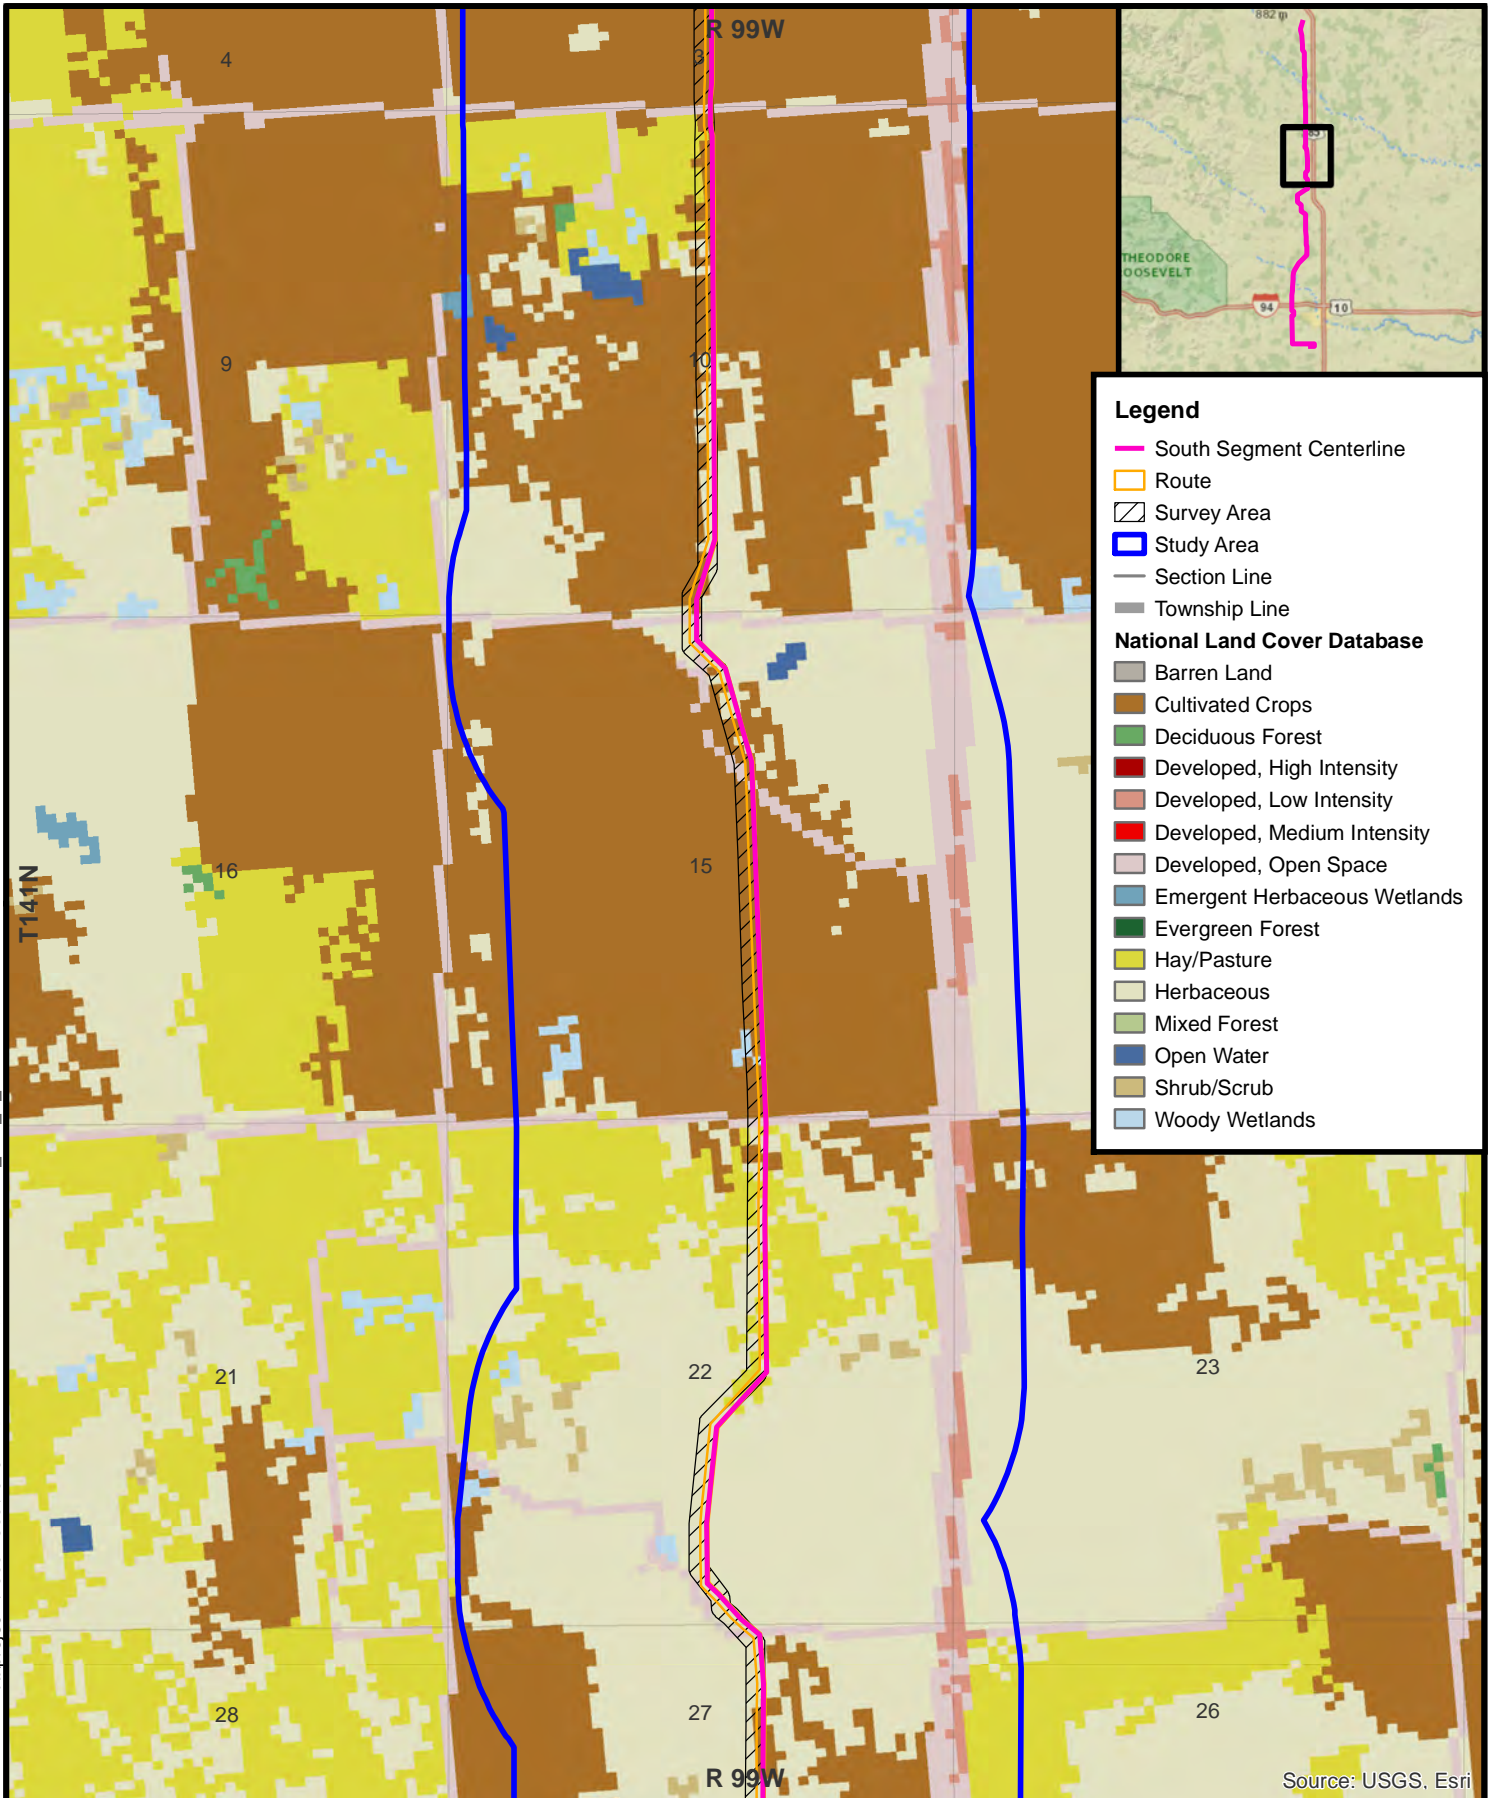 R 99W
882 m
4
3
85
THEODORE
OOSEVELT
94
10
9
10
Legend
South Segment Centerline
Route
Survey Area
Study Area
Section Line
Township Line
National Land Cover Database
Barren Land
Cultivated Crops
Deciduous Forest
Developed, High Intensity
Developed, Low Intensity
Developed, Medium Intensity
Developed, Open Space
Emergent Herbaceous Wetlands
Evergreen Forest
Hay/Pasture
Herbaceous
Mixed Forest
Open Water
Shrub/Scrub
Woody Wetlands
T141N
16
15
21
22
23
28
27
26
R 99W
Source: USGS, Esri